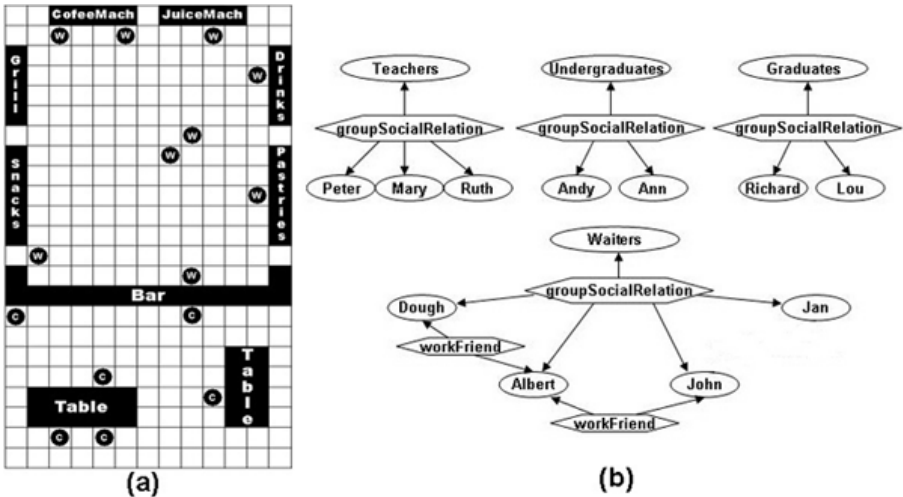 CofeeMach JuiceMach
W W W
Grill
Drinks
W
W
W
Snacks
Pastries
W
W
W
Bar
C C
Table
C
C
Table
C C
(a)
Teachers Undergraduates Graduates
groupSocialRelation groupSocialRelation groupSocialRelation
Peter Mary Ruth Andy Ann Richard Lou
Waiters
groupSocialRelation
Dough Jan
workFriend
Albert John
workFriend
(b)